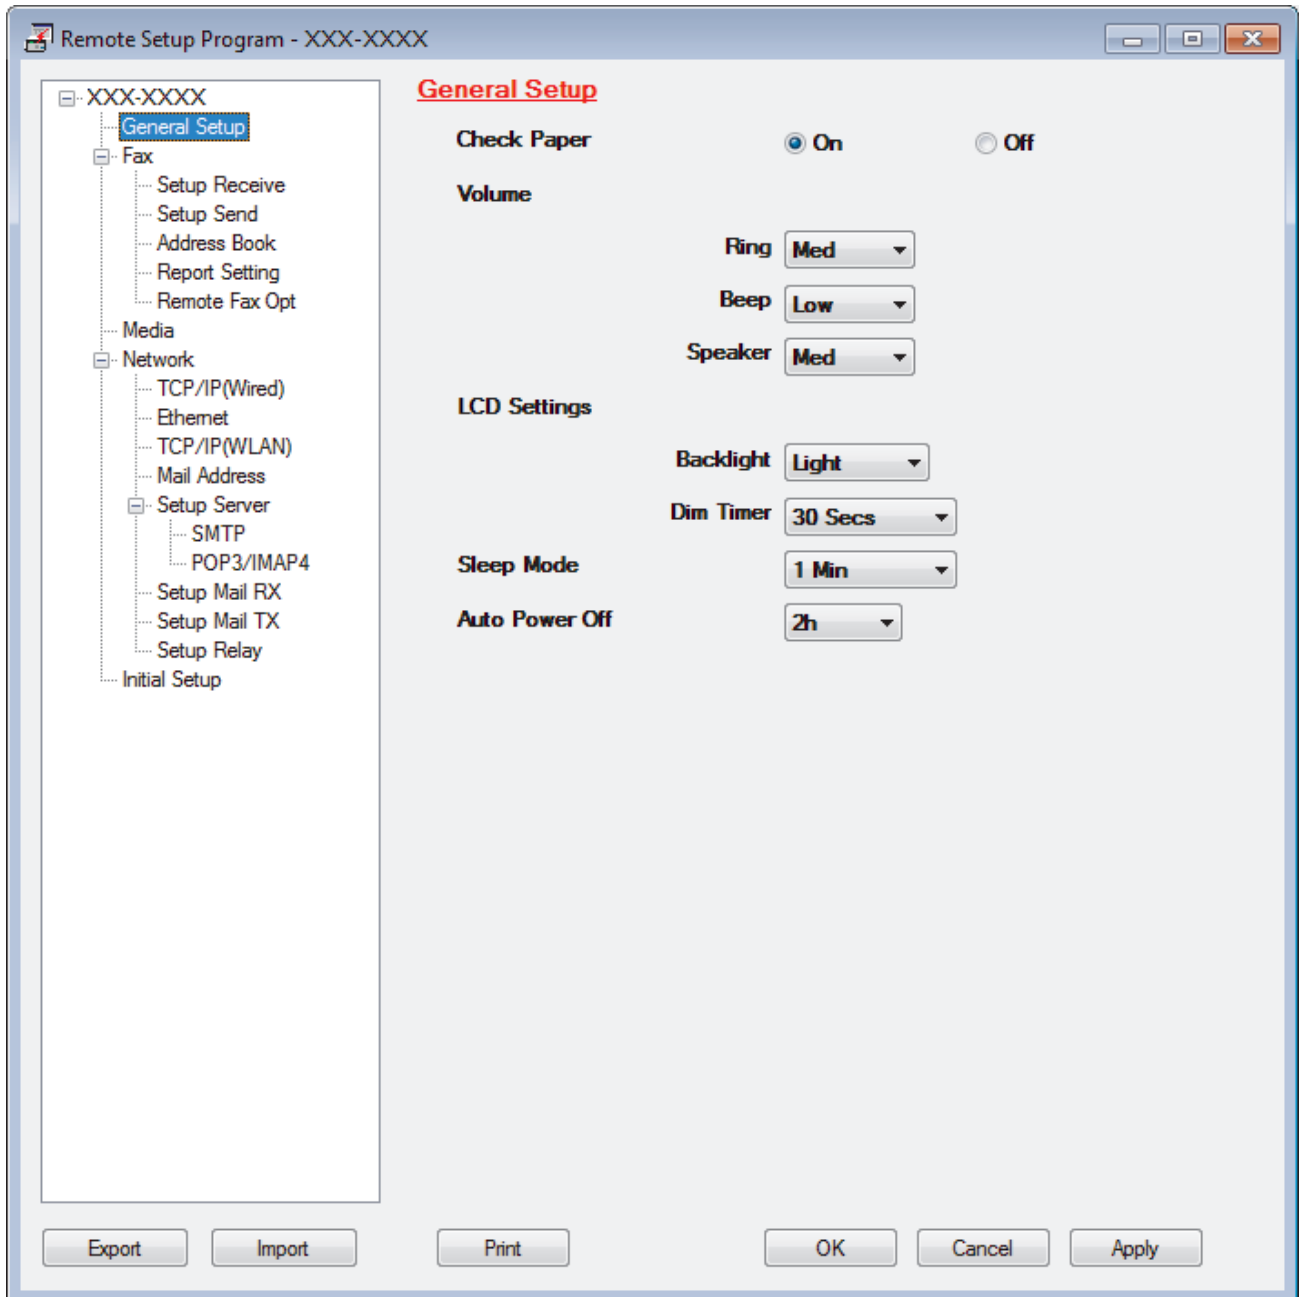 Remote Setup Program - XXX-XXXX
XXX-XXXX
General Setup
Fax
Setup Receive
Setup Send
Address Book
Report Setting
Remote Fax Opt
Media
Network
TCP/IP(Wired)
Ethernet
TCP/IP(WLAN)
Mail Address
Setup Server
SMTP
POP3/IMAP4
Setup Mail RX
Setup Mail TX
Setup Relay
Initial Setup
General Setup
Check Paper On Off
Volume
Ring Med
Beep Low
Speaker Med
LCD Settings
Backlight Light
Dim Timer 30 Secs
Sleep Mode 1 Min
Auto Power Off 2h
Export Import Print OK Cancel Apply